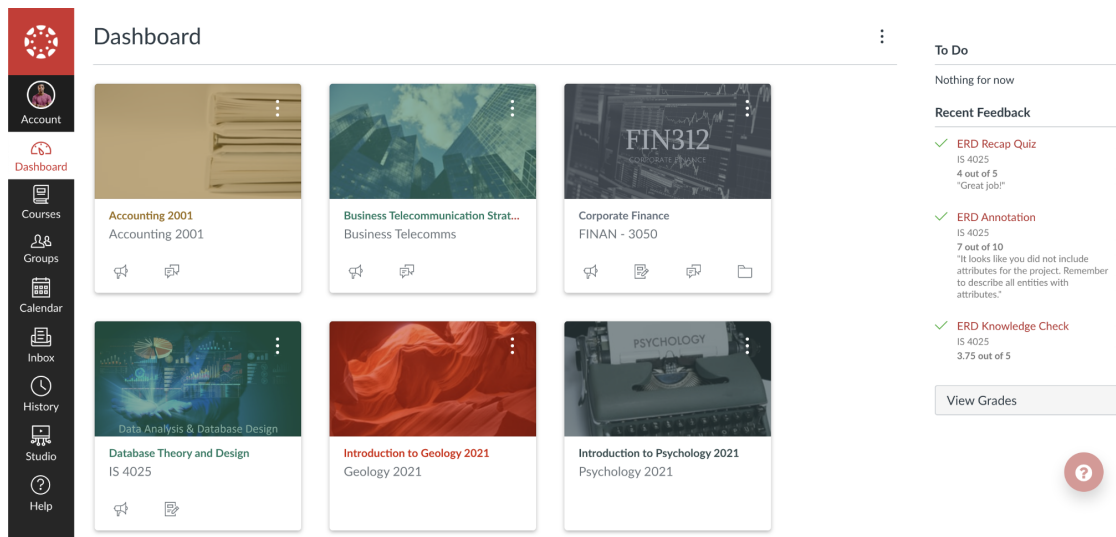 Dashboard
Account
Dashboard
Courses
Groups
Calendar
Inbox
History
Studio
Help
FIN312
CORPORATE FINANCE
Accounting 2001
Accounting 2001
Business Telecommunication Strat...
Business Telecomms
Corporate Finance
FINAN - 3050
Data Analysis & Database Design
PSYCHOLOGY
Database Theory and Design
IS 4025
Introduction to Geology 2021
Geology 2021
Introduction to Psychology 2021
Psychology 2021
To Do
Nothing for now
Recent Feedback
ERD Recap Quiz
IS 4025
4 out of 5
"Great job!"
ERD Annotation
IS 4025
7 out of 10
"It looks like you did not include
attributes for the project. Remember
to describe all entities with
attributes."
ERD Knowledge Check
IS 4025
3.75 out of 5
View Grades
?